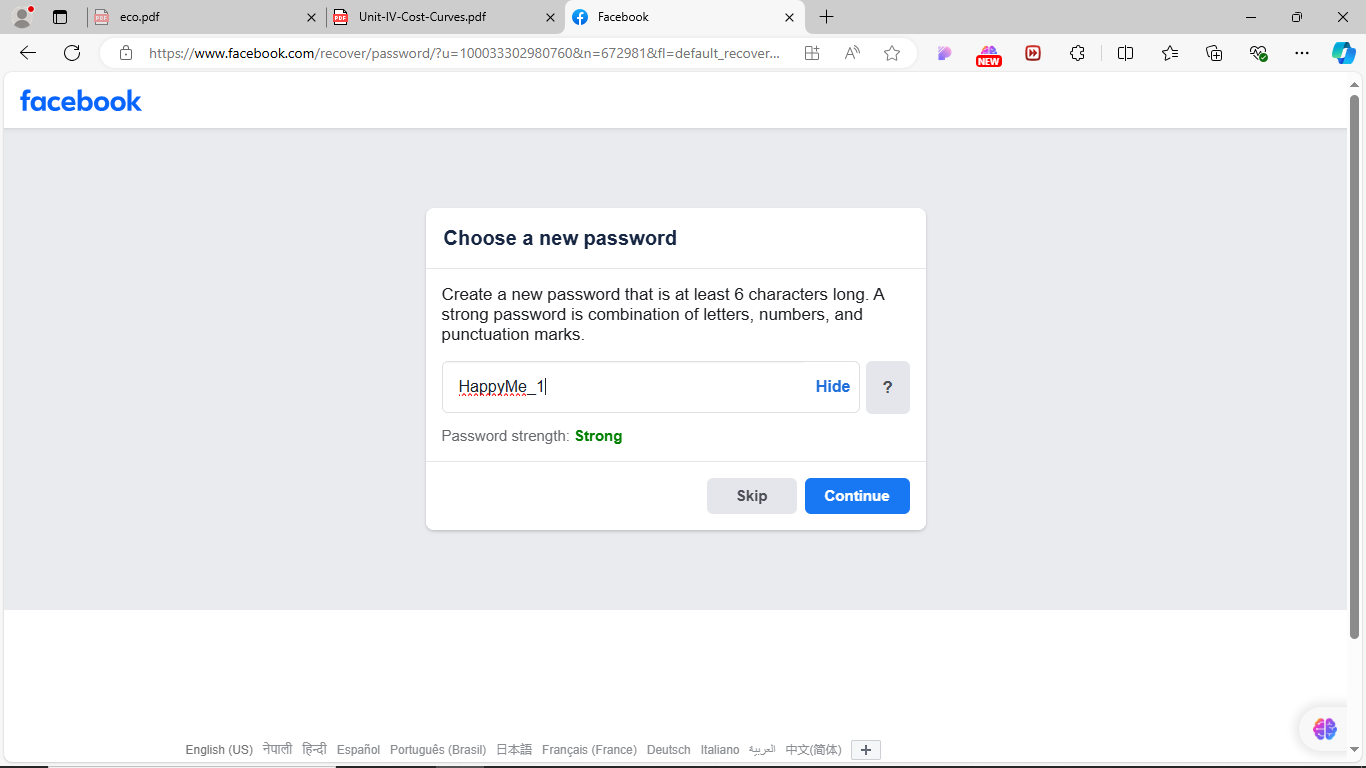 eco.pdf
Unit-IV-Cost-Curves.pdf
Facebook
https://www.facebook.com/recover/password/?u=100033302980760&n=672981&fl=default_recover...
NEW
facebook
Choose a new password
Create a new password that is at least 6 characters long. A
strong password is combination of letters, numbers, and
punctuation marks.
HappyMe_1
Hide
?
Password strength: Strong
Skip
Continue
English (US) नेपाली हिन्दी Español Português (Brasil) 日本語 Français (France) Deutsch Italiano العربية 中文(简体) +